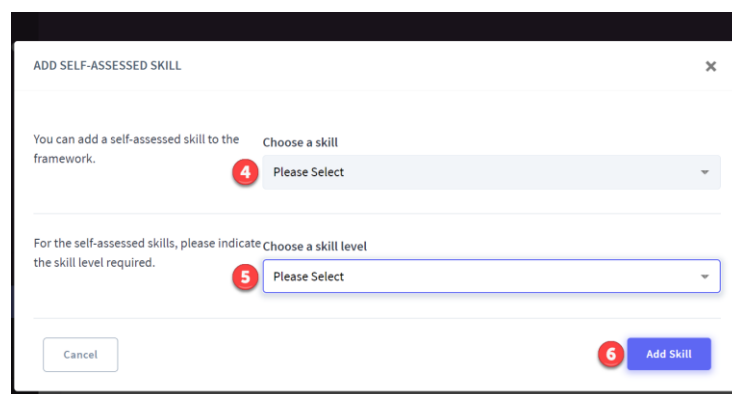 ADD SELF-ASSESSED SKILL
×
You can add a self-assessed skill to the
framework.
Choose a skill
4
Please Select
For the self-assessed skills, please indicate
the skill level required.
Choose a skill level
5
Please Select
Cancel
6
Add Skill